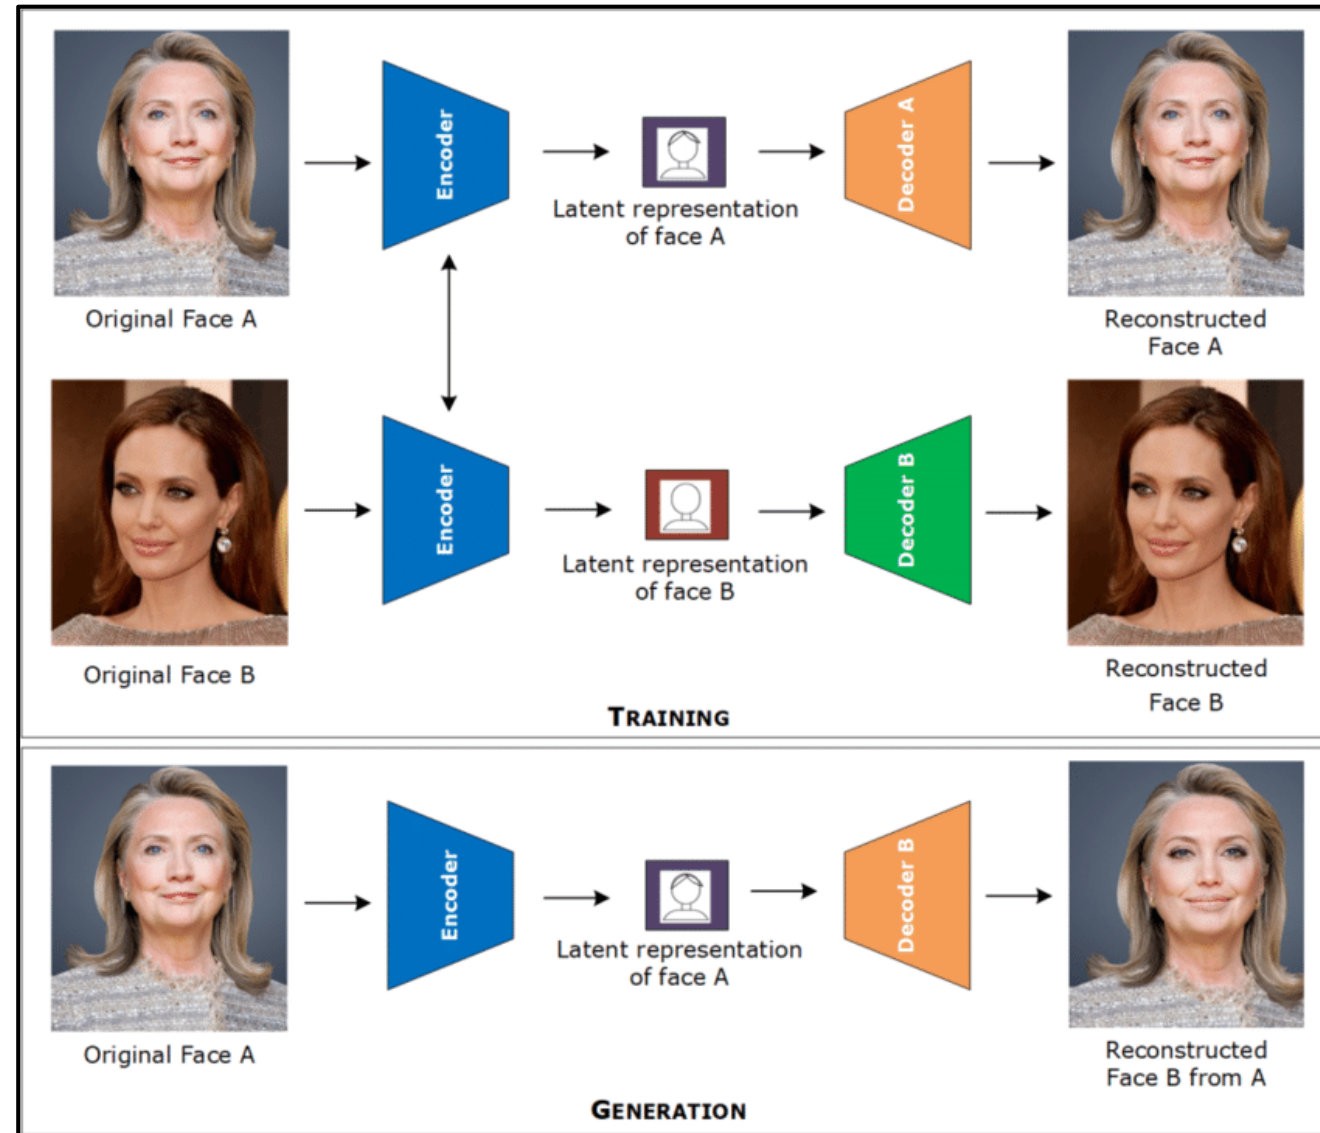 Encoder
Decoder A
Latent representation
of face A
Original Face A
Reconstructed
Face A
Encoder
Decoder B
Latent representation
of face B
Original Face B
Reconstructed
Face B
TRAINING
Encoder
Decoder B
Latent representation
of face A
Original Face A
Reconstructed
Face B from A
GENERATION